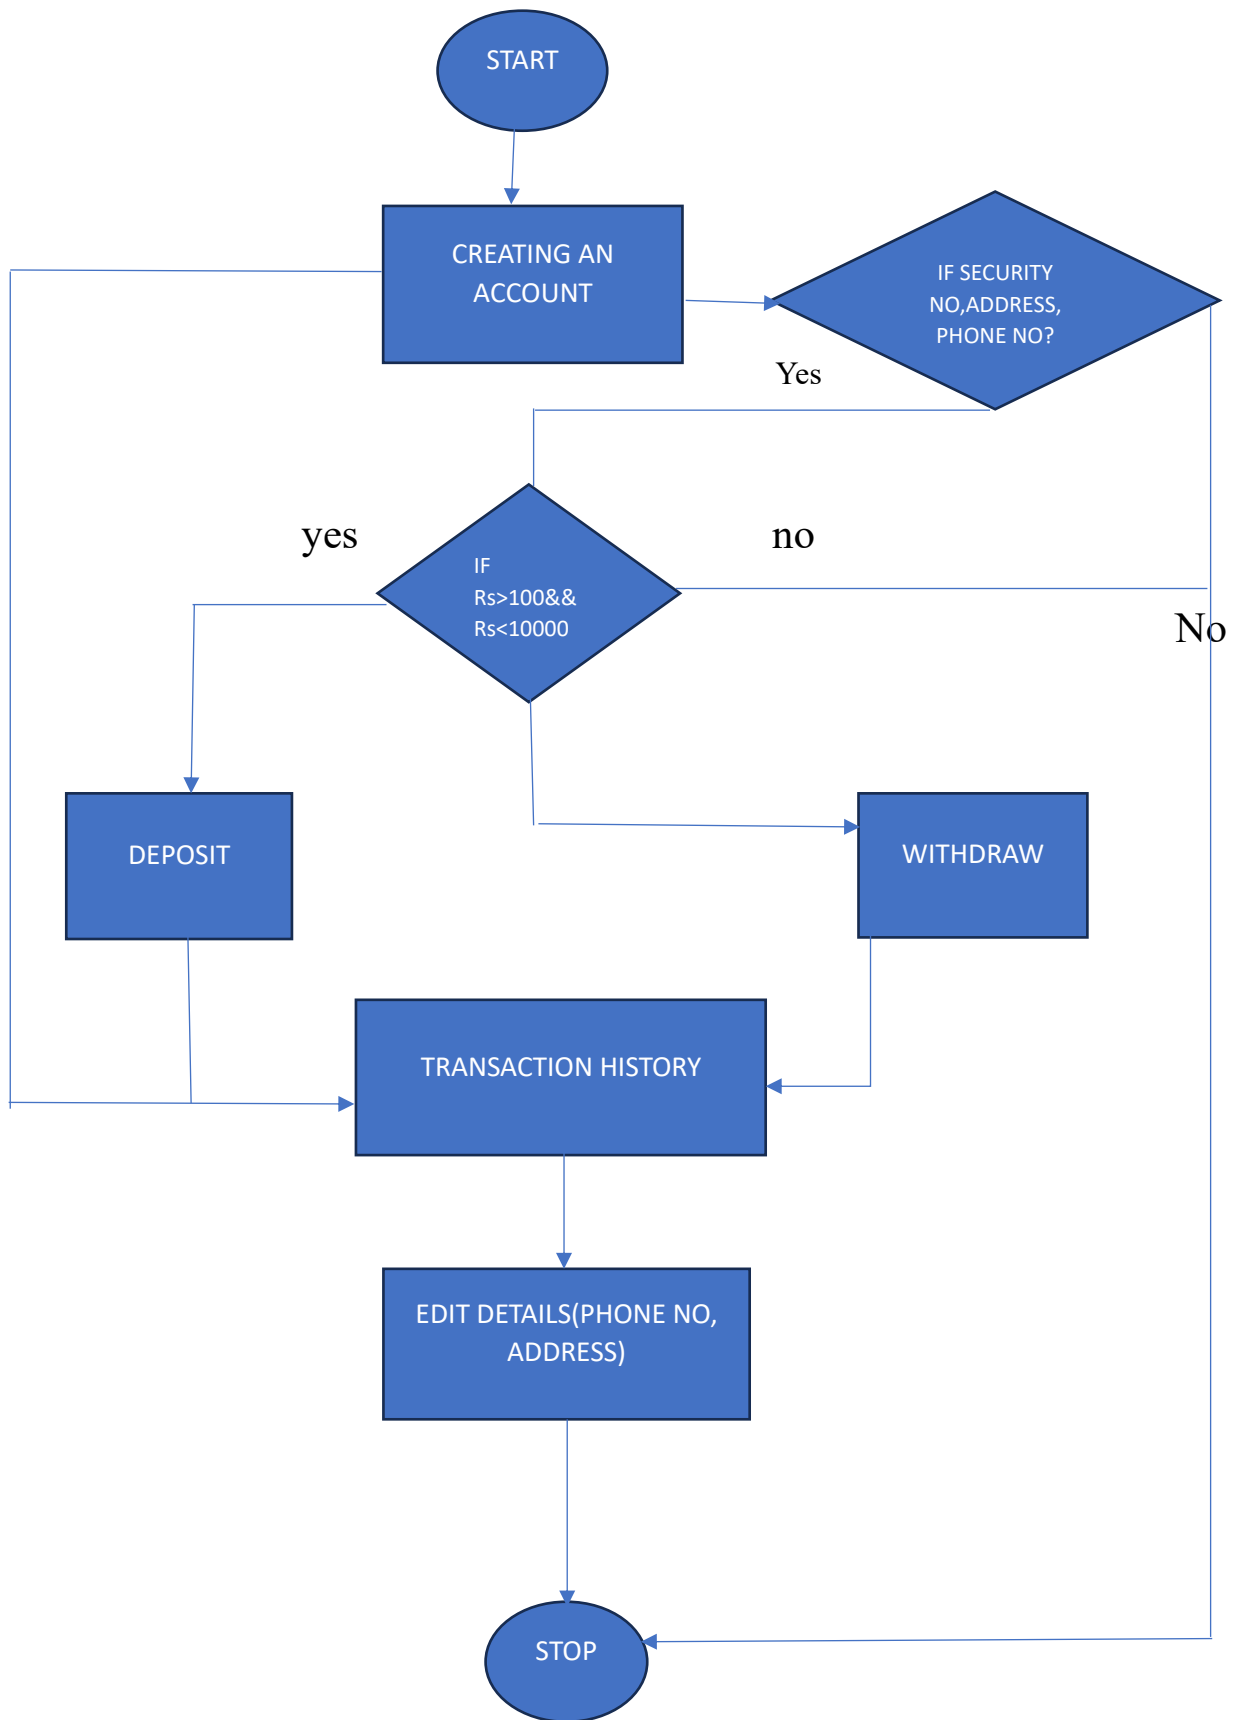 START
CREATING AN
ACCOUNT
IF SECURITY
NO,ADDRESS,
PHONE NO?
Yes
yes
no
IF
Rs>100&&
Rs<10000
No
DEPOSIT
WITHDRAW
TRANSACTION HISTORY
EDIT DETAILS(PHONE NO,
ADDRESS)
STOP